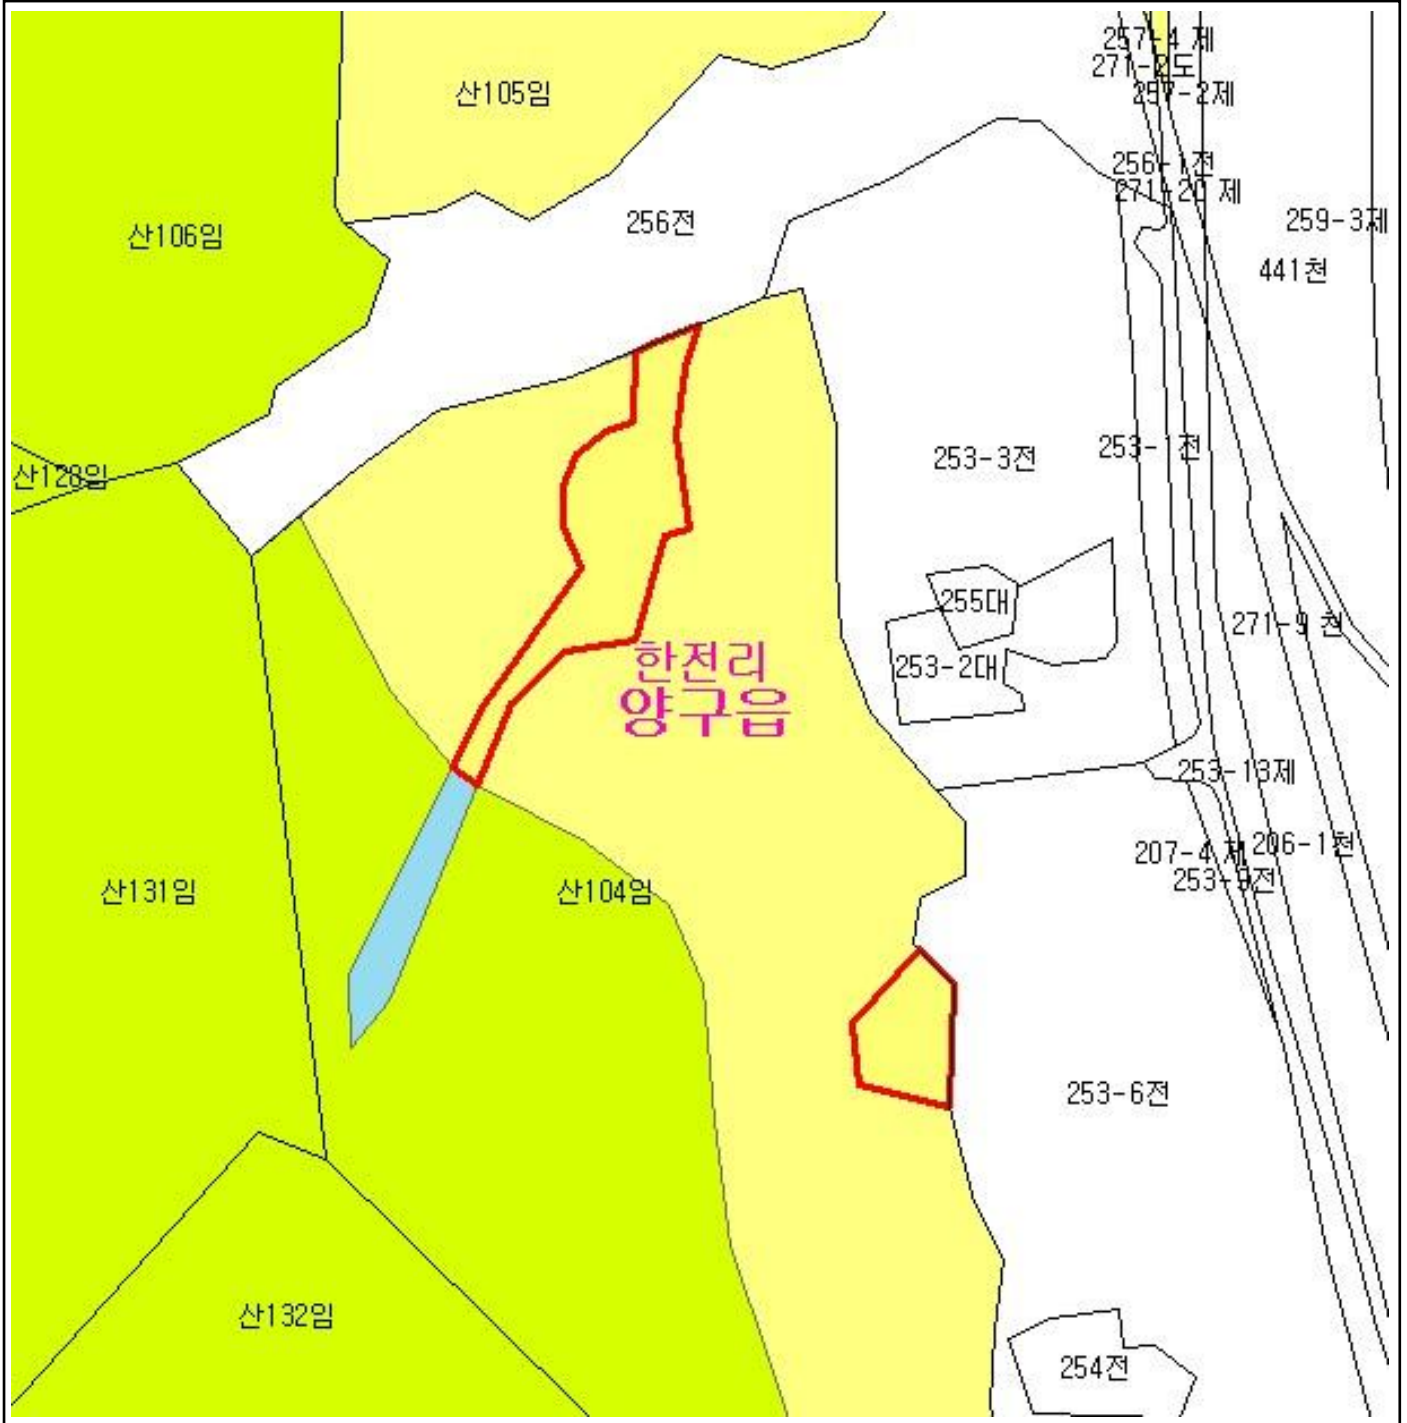 257-4 제
271-2도
산105임
257-2제
256-1전
271-20 제
256전
259-3제
산106임
441천
253-3전
253-1전
산128임
255대
271-9 천
253-2대
한전리
양구읍
253-13제
207-4 제
206-1천
253-9전
산131임
산104임
253-6전
산132임
254전